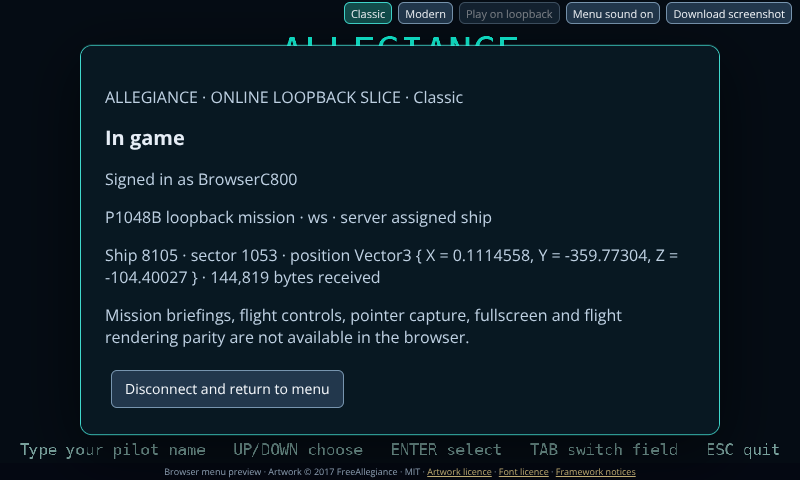 Classic Modern Play on loopback Menu sound on Download screenshot
ALLEGIANCE
ALLEGIANCE · ONLINE LOOPBACK SLICE · Classic
In game
Signed in as BrowserC800
P1048B loopback mission · ws · server assigned ship
Ship 8105 · sector 1053 · position Vector3 { X = 0.1114558, Y = -359.77304, Z =
-104.40027 } · 144,819 bytes received
Mission briefings, flight controls, pointer capture, fullscreen and flight
rendering parity are not available in the browser.
Disconnect and return to menu
Type your pilot name UP/DOWN choose ENTER select TAB switch field ESC quit
Browser menu preview · Artwork © 2017 FreeAllegiance · MIT · Artwork licence · Font licence · Framework notices